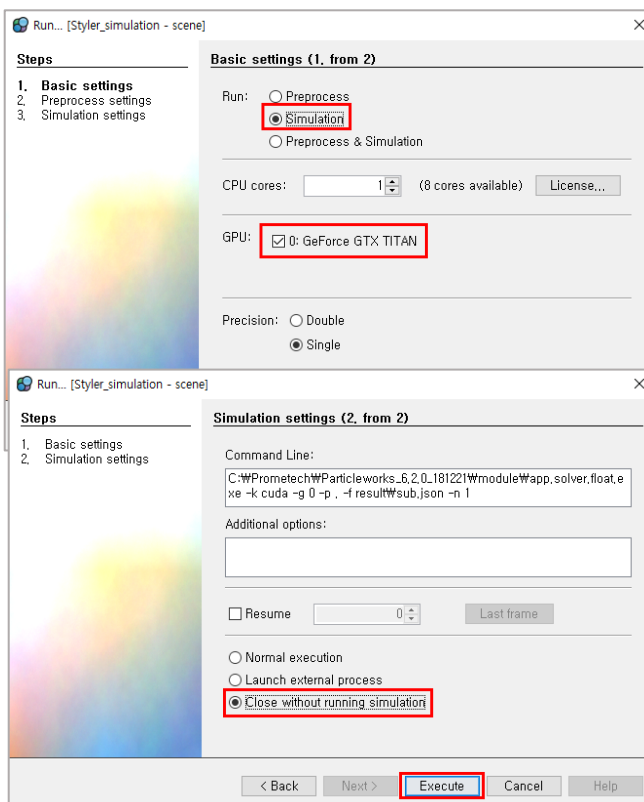 Run... [Styler_simulation - scene]
Steps
1. Basic settings
2. Preprocess settings
3. Simulation settings
Basic settings (1, from 2)
Run: Preprocess
Simulation
Preprocess & Simulation
CPU cores: 1 (8 cores available) License...
GPU: 0: GeForce GTX TITAN
Precision: Double
Single
Run... [Styler_simulation - scene]
Steps
1. Basic settings
2. Simulation settings
Simulation settings (2, from 2)
Command Line:
C:₩Prometech₩Particleworks_6.2.0_181221₩module₩app.solver.float.e
xe -k cuda -g 0 -p . -f result₩sub.json -n 1
Additional options:
Resume 0 Last frame
Normal execution
Launch external process
Close without running simulation
< Back Next > Execute Cancel Help